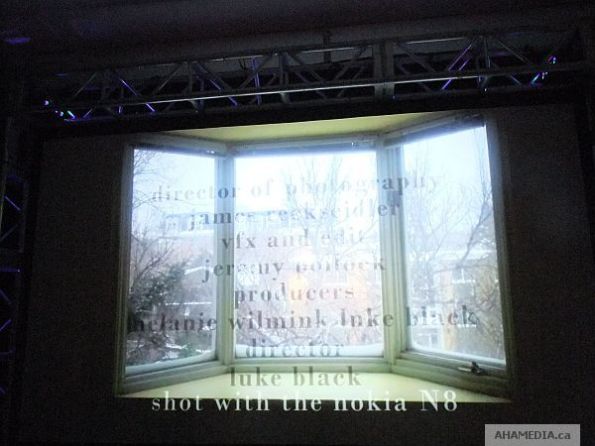 director of photography
james
vfx and edit
jeremy pollock
producers
melanie wilmink luke black
director
luke black
shot with the nokia N8
AHAMEDIA.ca